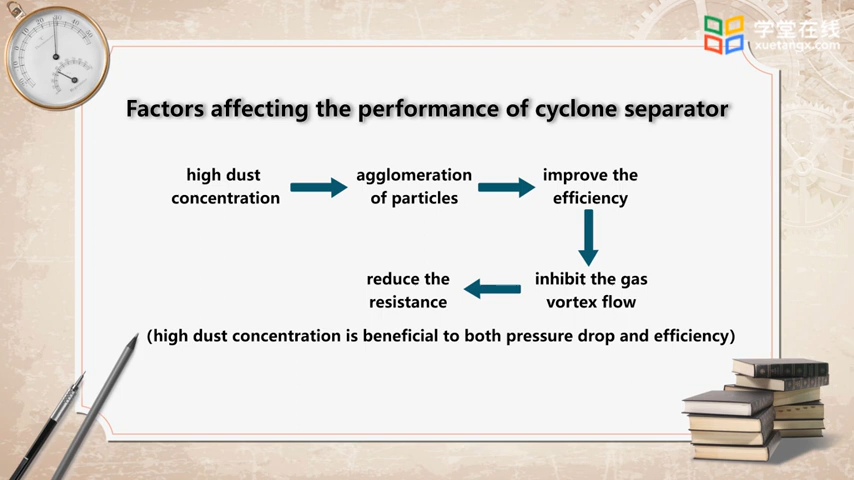 学堂在线
xuetangx.com
Factors affecting the performance of cyclone separator
high dust
concentration
agglomeration
of particles
improve the
efficiency
inhibit the gas
vortex flow
reduce the
resistance
(high dust concentration is beneficial to both pressure drop and efficiency)